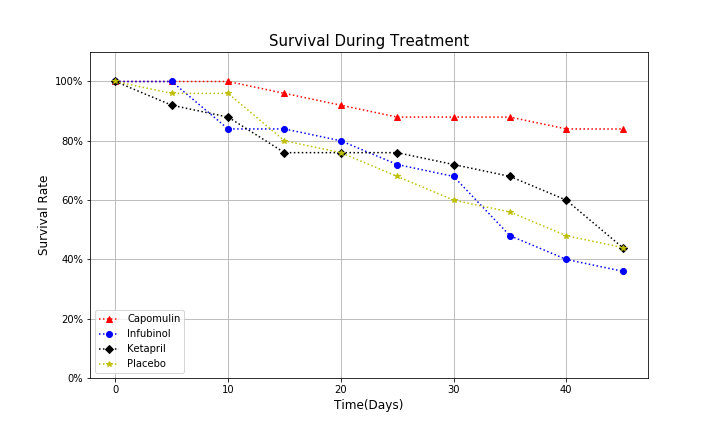 Survival During Treatment
100%
80%
60%
40%
20%
0%
Survival Rate
Capomulin
Infubinol
Ketapril
Placebo
0 10 20 30 40
Time(Days)